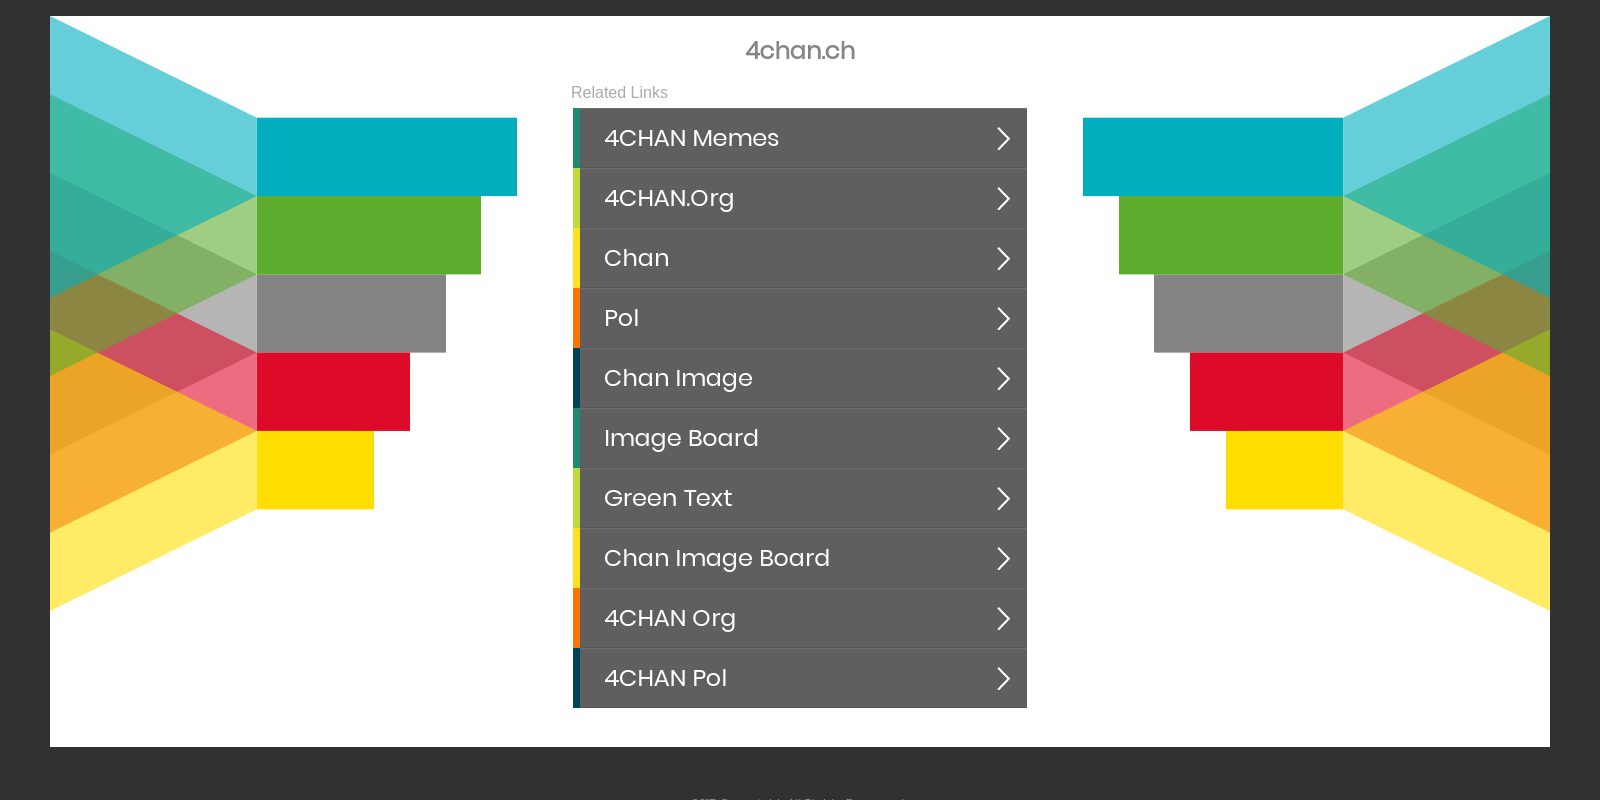 4chan.ch
Related Links
4CHAN Memes
4CHAN.Org
Chan
Pol
Chan Image
Image Board
Green Text
Chan Image Board
4CHAN Org
4CHAN Pol